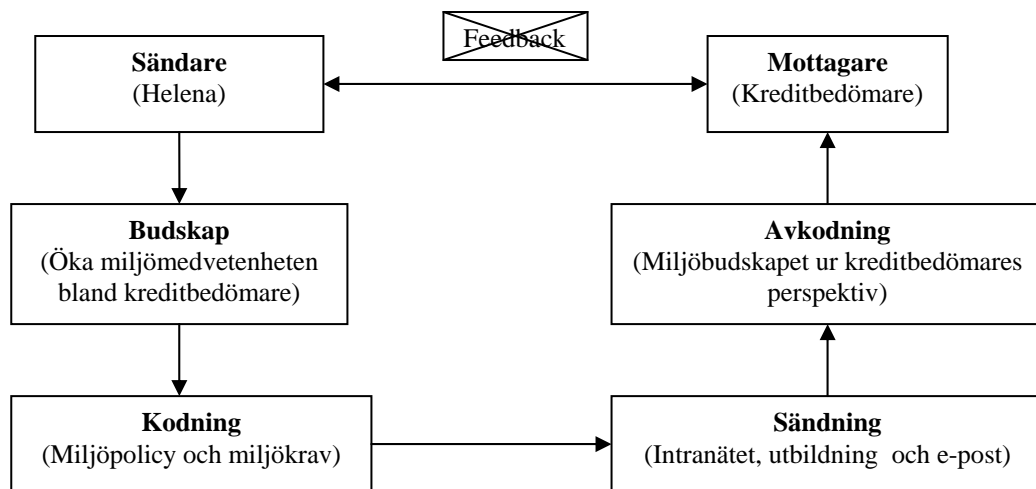 Feedback
Sändare
(Helena)
Mottagare
(Kreditbedömare)
Budskap
(Öka miljömedvetenheten
bland kreditbedömare)
Avkodning
(Miljöbudskapet ur kreditbedömares
perspektiv)
Kodning
(Miljöpolicy och miljökrav)
Sändning
(Intranätet, utbildning och e-post)